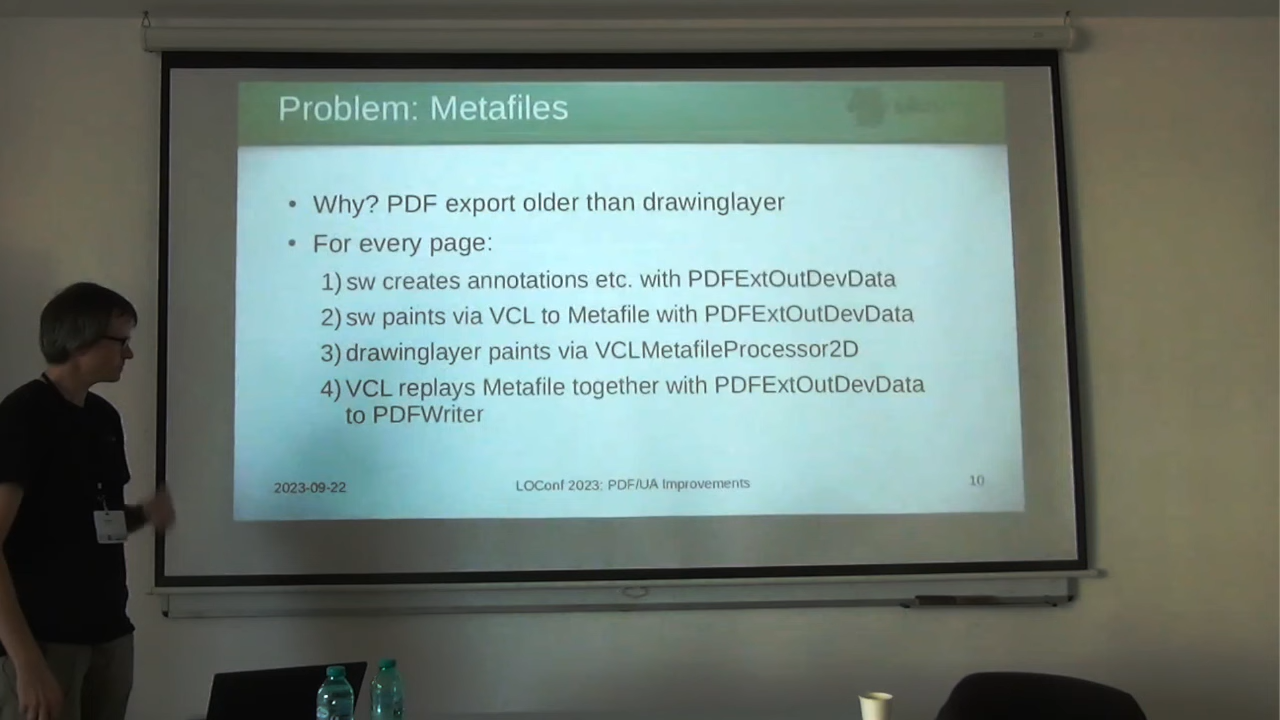 Problem: Metafiles
• Why? PDF export older than drawinglayer
• For every page:
1) sw creates annotations etc. with PDFExtOutDevData
2) sw paints via VCL to Metafile with PDFExtOutDevData
3) drawinglayer paints via VCLMetafileProcessor2D
4) VCL replays Metafile together with PDFExtOutDevData
to PDFWriter
2023-09-22
LOConf 2023: PDF/UA Improvements
10